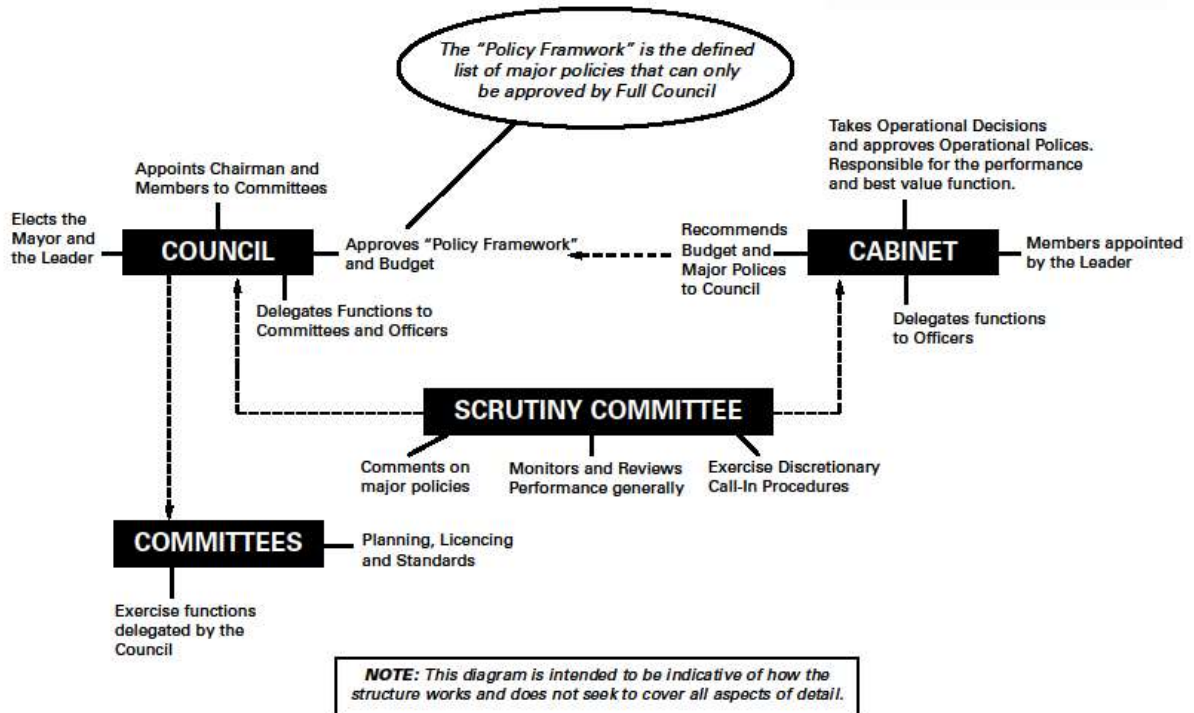 The “Policy Framwork” is the defined
list of major policies that can only
be approved by Full Council
Takes Operational Decisions
and approves Operational Polices.
Responsible for the performance
and best value function.
Appoints Chairman and
Members to Committees
Elects the
Mayor and
the Leader
COUNCIL
Approves “Policy Framework”
and Budget
Recommends
Budget and
Major Polices
to Council
CABINET
Members appointed
by the Leader
Delegates Functions to
Committees and Officers
Delegates functions
to Officers
SCRUTINY COMMITTEE
Comments on
major policies
Monitors and Reviews
Performance generally
Exercise Discretionary
Call-In Procedures
COMMITTEES
Planning, Licencing
and Standards
Exercise functions
delegated by the
Council
NOTE: This diagram is intended to be indicative of how the
structure works and does not seek to cover all aspects of detail.